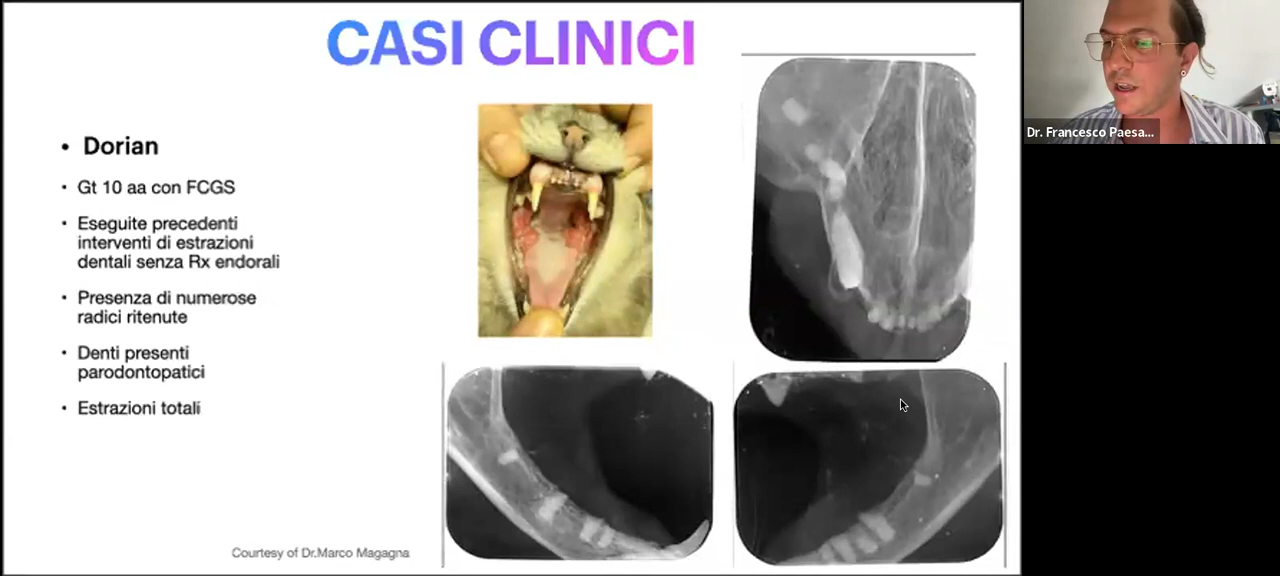 CASI CLINICI
• Dorian
• Gt 10 aa con FCGS
• Eseguite precedenti
interventi di estrazioni
dentali senza Rx endorali
• Presenza di numerose
radici ritenute
• Denti presenti
parodontopatici
• Estrazioni totali
Courtesy of Dr.Marco Magagna
Dr. Francesco Paesa...